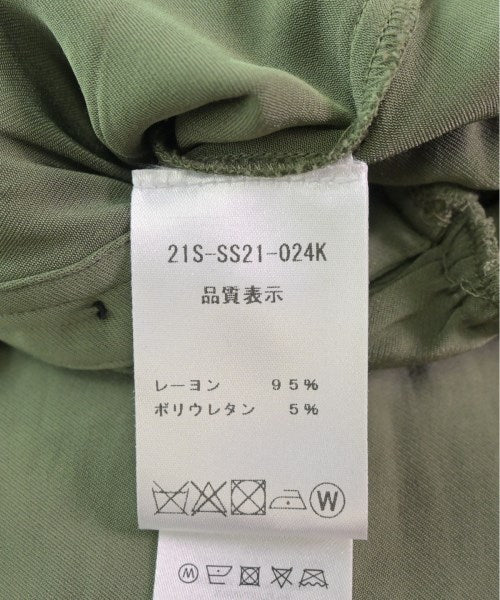 21S-SS21-024K
品質表示
レーヨン 95%
ポリウレタン 5%
W
W